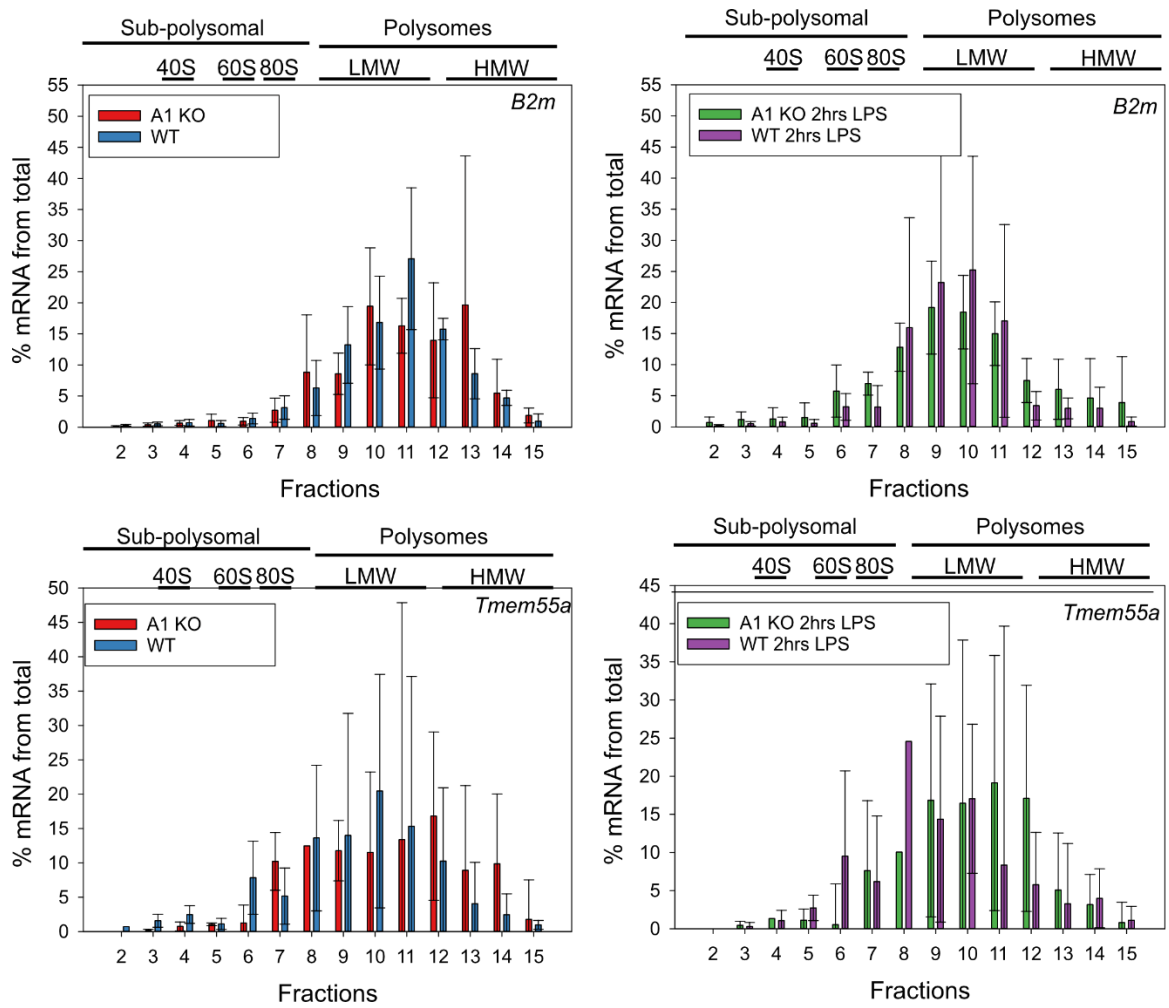 Sub-polysomal Polysomes
40S 60S 80S LMW HMW
B2m
A1 KO
WT
% mRNA from total
55
50
45
40
35
30
25
20
15
10
5
0
2 3 4 5 6 7 8 9 10 11 12 13 14 15
Fractions
Sub-polysomal Polysomes
40S 60S 80S LMW HMW
B2m
A1 KO 2hrs LPS
WT 2hrs LPS
% mRNA from total
55
50
45
40
35
30
25
20
15
10
5
0
2 3 4 5 6 7 8 9 10 11 12 13 14 15
Fractions
Sub-polysomal Polysomes
40S 60S 80S LMW HMW
Tmem55a
A1 KO
WT
% mRNA from total
50
45
40
35
30
25
20
15
10
5
0
2 3 4 5 6 7 8 9 10 11 12 13 14 15
Fractions
Sub-polysomal Polysomes
40S 60S 80S LMW HMW
Tmem55a
A1 KO 2hrs LPS
WT 2hrs LPS
% mRNA from total
45
40
35
30
25
20
15
10
5
0
2 3 4 5 6 7 8 9 10 11 12 13 14 15
Fractions